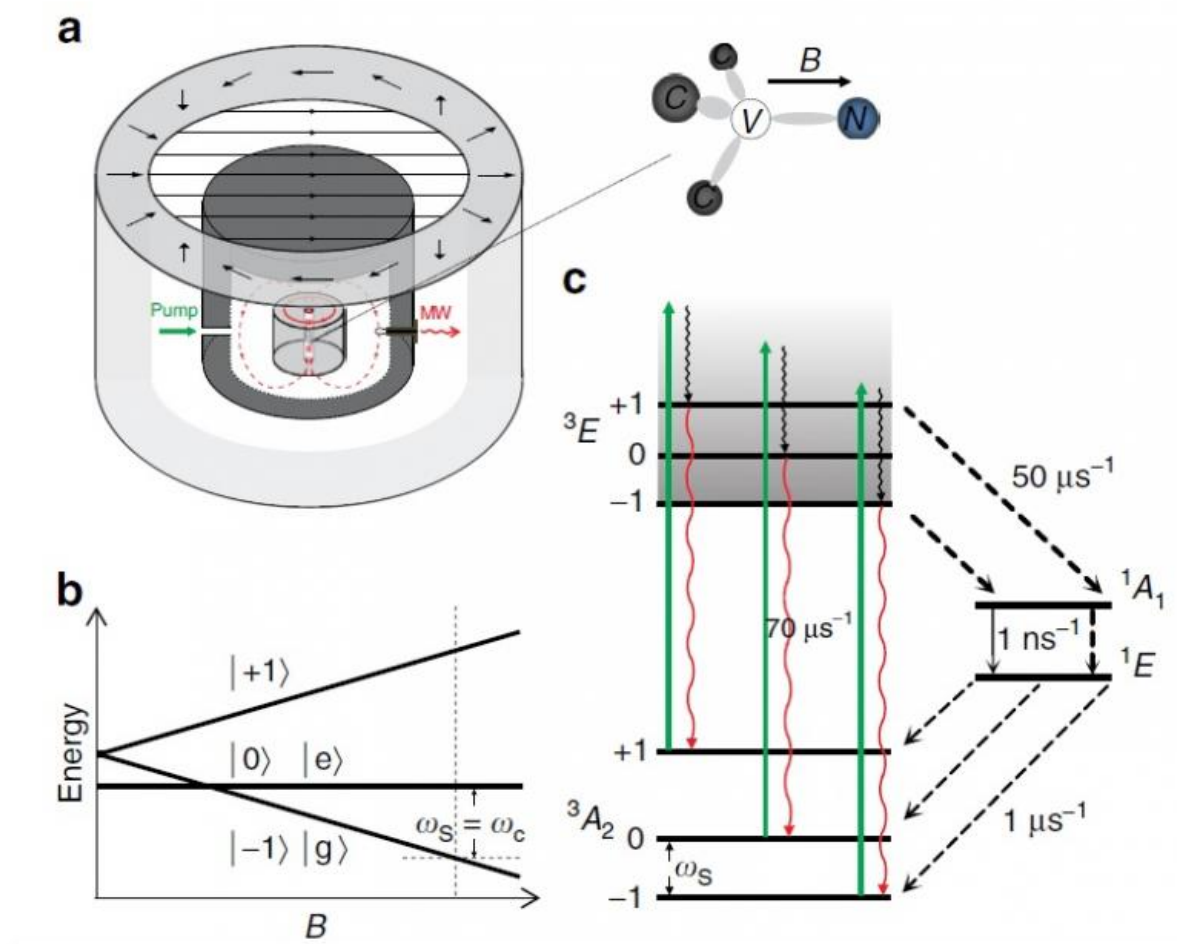 a
B
C
C
V
N
C
Pump
MW
b
Energy
|+1⟩
|0⟩ |e⟩
ωS = ωc
|−1⟩ |g⟩
B
c
+1
³E
0
−1
50 μs⁻¹
¹A₁
70 μs⁻¹
1 ns⁻¹
¹E
+1
³A₂
0
1 μs⁻¹
ωS
−1